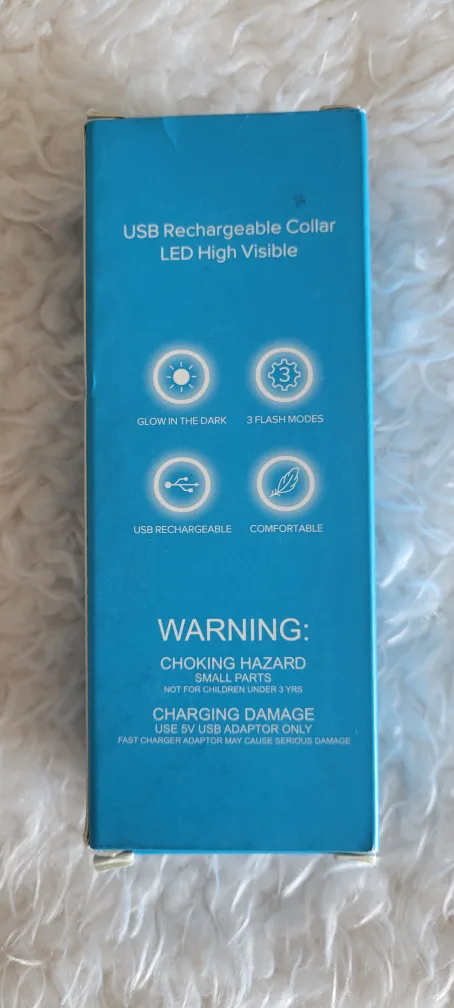 USB Rechargeable Collar
LED High Visible
GLOW IN THE DARK
3
3 FLASH MODES
USB RECHARGEABLE
COMFORTABLE
WARNING:
CHOKING HAZARD
SMALL PARTS
NOT FOR CHILDREN UNDER 3 YRS
CHARGING DAMAGE
USE 5V USB ADAPTOR ONLY
FAST CHARGER ADAPTOR MAY CAUSE SERIOUS DAMAGE